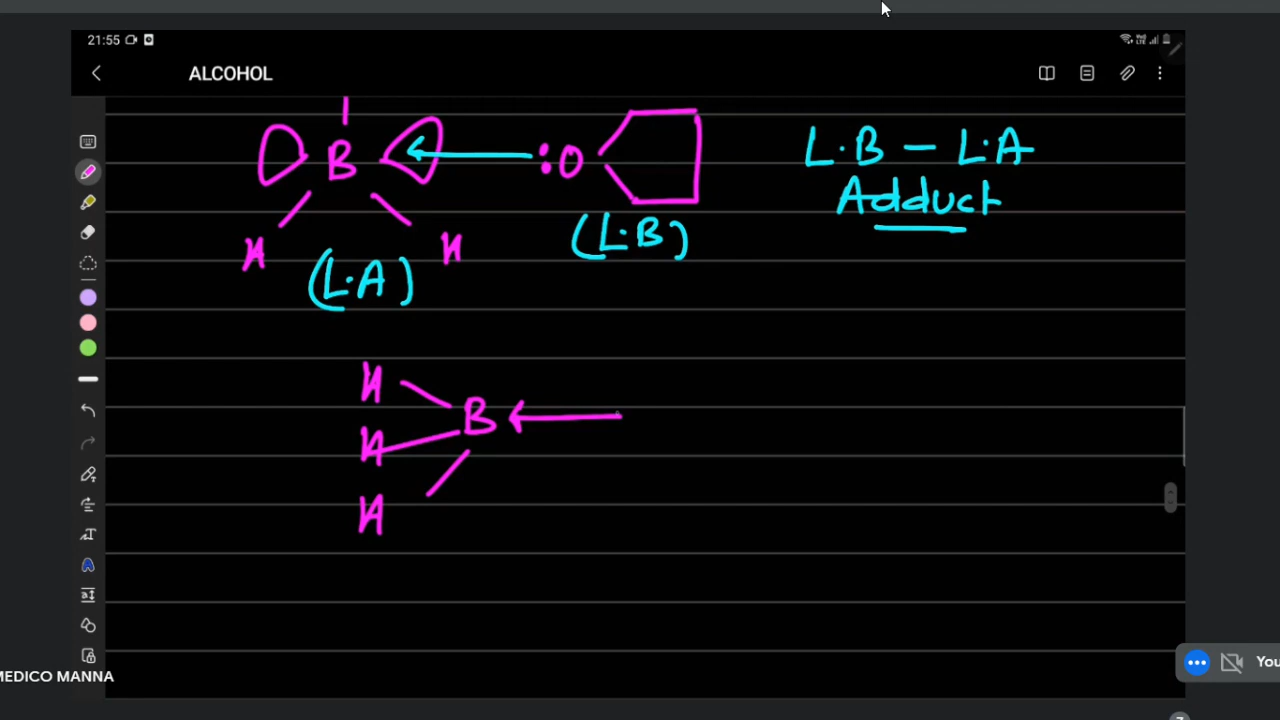 21:55
ALCOHOL
B :O L.B - L.A
Adduct
H H (L.B)
(L.A)
H
B
H
H
MEDICO MANNA
You